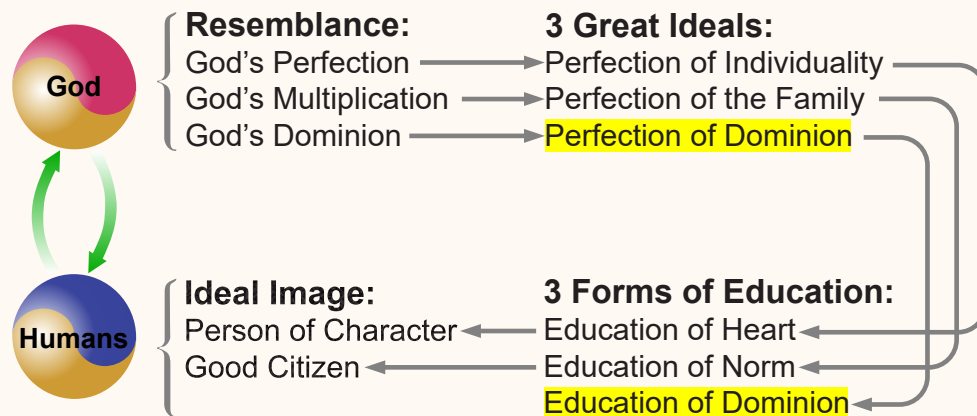 God
Resemblance:
God's Perfection
God's Multiplication
God's Dominion
3 Great Ideals:
Perfection of Individuality
Perfection of the Family
Perfection of Dominion
Humans
Ideal Image:
Person of Character
Good Citizen
3 Forms of Education:
Education of Heart
Education of Norm
Education of Dominion